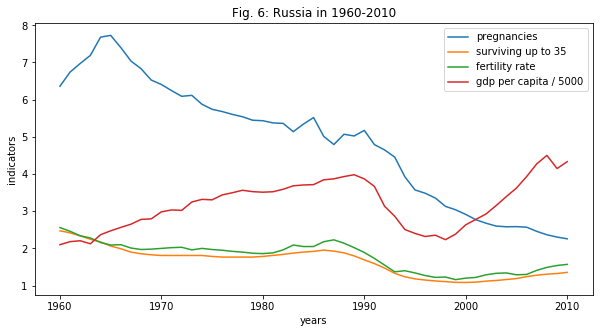 Fig. 6: Russia in 1960-2010
pregnancies
surviving up to 35
fertility rate
gdp per capita / 5000
indicators
8
7
6
5
4
3
2
1
1960 1970 1980 1990 2000 2010
years